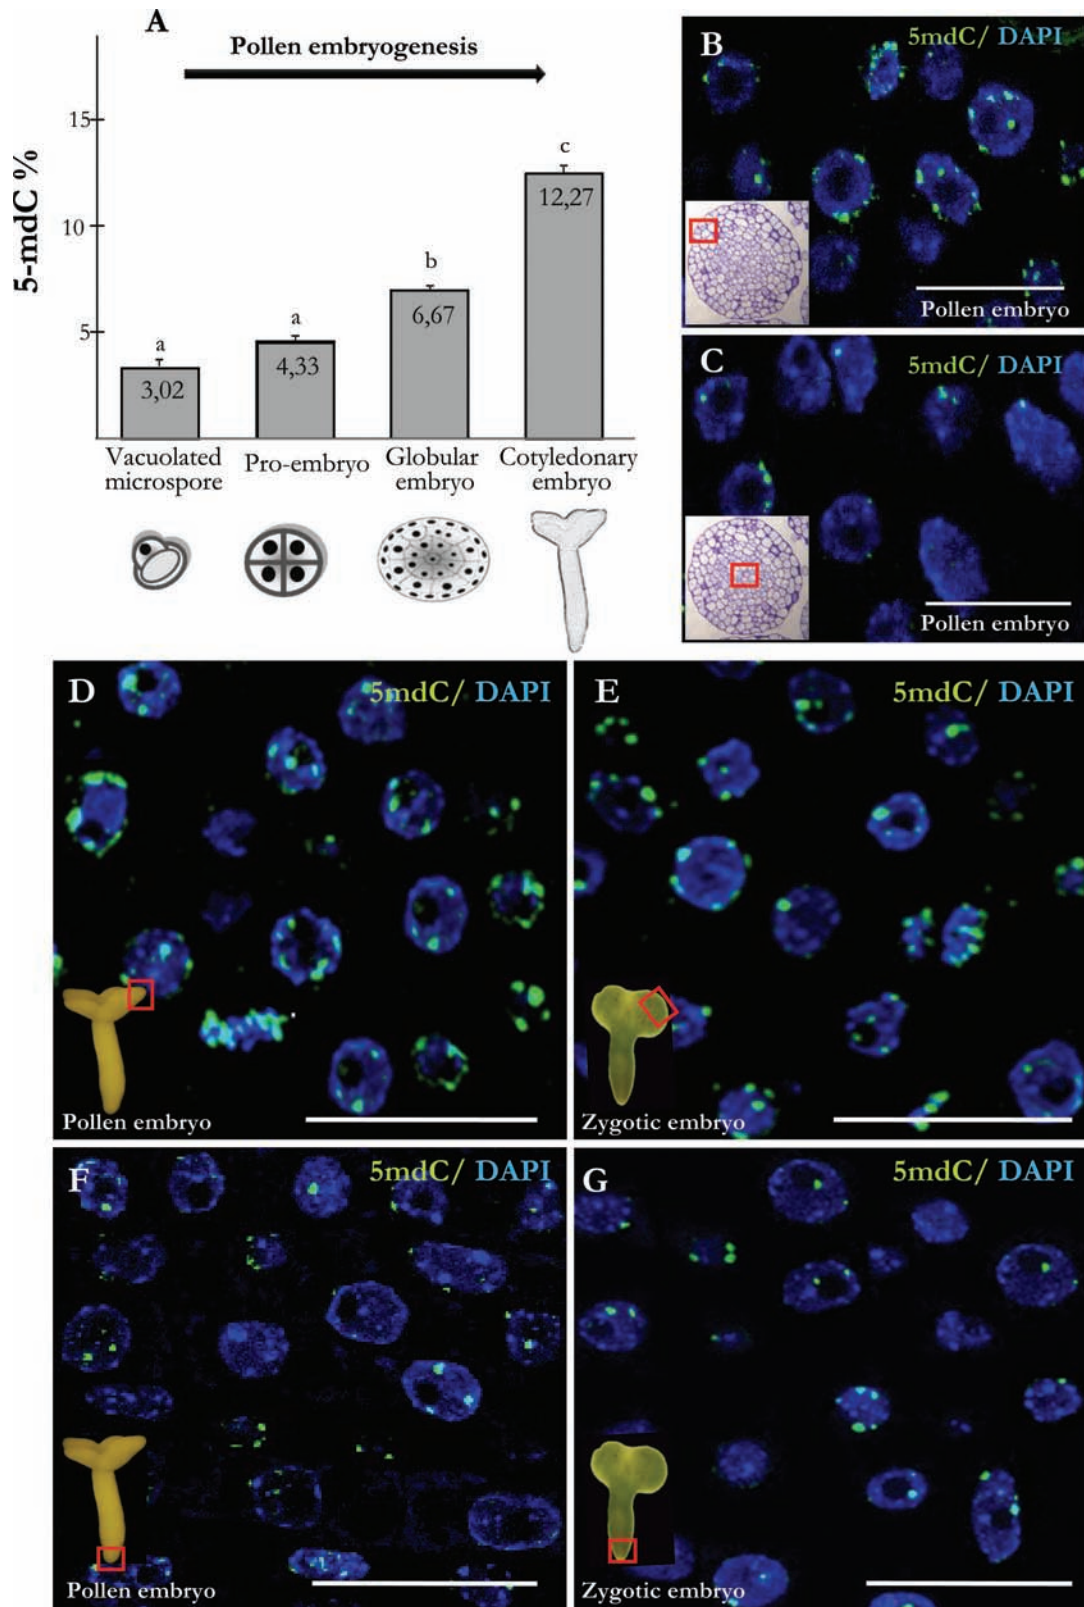 A
Pollen embryogenesis
5-mdC %
15
10
5
a
3,02
a
4,33
b
6,67
c
12,27
Vacuolated
microspore
Pro-embryo
Globular
embryo
Cotyledonary
embryo
B
5mdC/ DAPI
Pollen embryo
C
5mdC/ DAPI
Pollen embryo
D
5mdC/ DAPI
Pollen embryo
E
5mdC/ DAPI
Zygotic embryo
F
5mdC/ DAPI
Pollen embryo
G
5mdC/ DAPI
Zygotic embryo